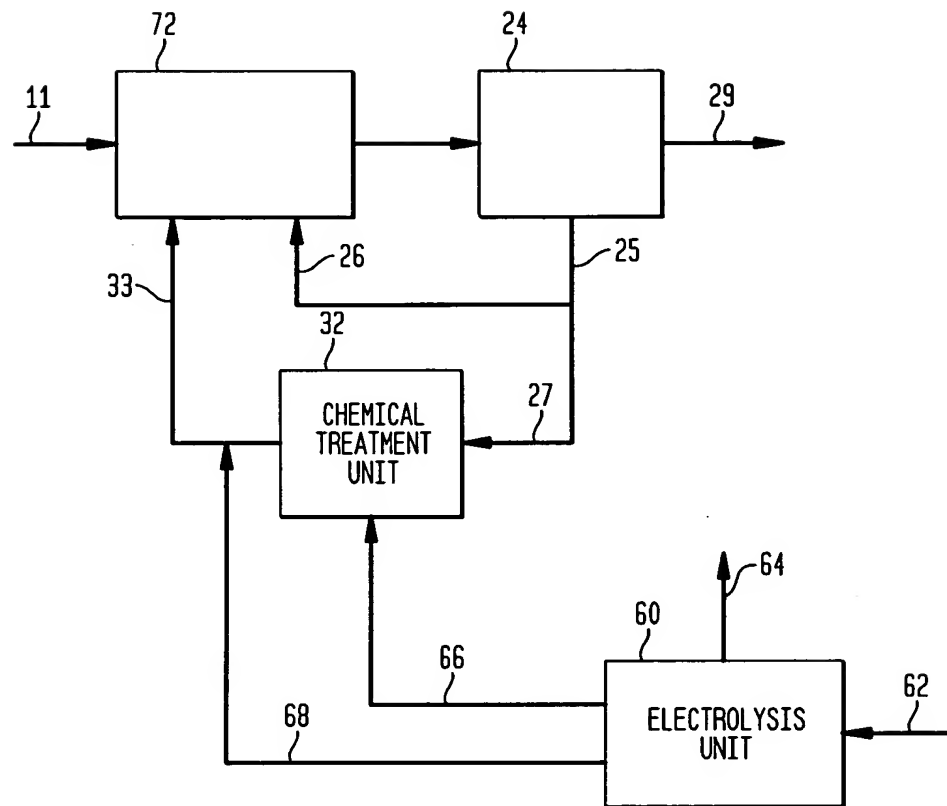 72
24
11
29
33
26
25
32
27
CHEMICAL
TREATMENT
UNIT
64
60
66
62
68
ELECTROLYSIS
UNIT